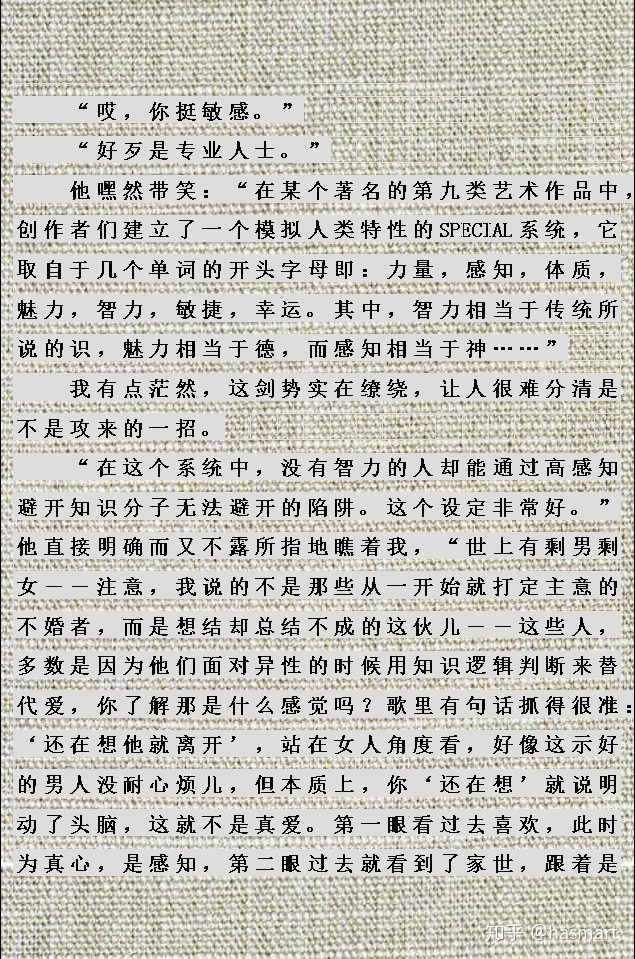 “哎，你挺敏感。”
“好歹是专业人士。”
他嘿然带笑：“在某个著名的第九类艺术作品中，
创作者们建立了一个模拟人类特性的SPECIAL系统，它
取自于几个单词的开头字母即：力量，感知，体质，
魅力，智力，敏捷，幸运。其中，智力相当于传统所
说的识，魅力相当于德，而感知相当于神……”
我有点茫然，这剑势实在缭绕，让人很难分清是
不是攻来的一招。
“在这个系统中，没有智力的人却能通过高感知
避开知识分子无法避开的陷阱。这个设定非常好。”
他直接明确而又不露所指地瞧着我，“世上有剩男剩
女——注意，我说的不是那些从一开始就打定主意的
不婚者，而是想结却总结不成的这伙儿——这些人，
多数是因为他们面对异性的时候用知识逻辑判断来替
代爱，你了解那是什么感觉吗？歌里有句话抓得很准：
‘还在想他就离开’，站在女人角度看，好像这示好
的男人没耐心烦儿，但本质上，你‘还在想’就说明
动了头脑，这就不是真爱。第一眼看过去喜欢，此时
为真心，是感知，第二眼过去就看到了家世，跟着是
知乎 @hasmart